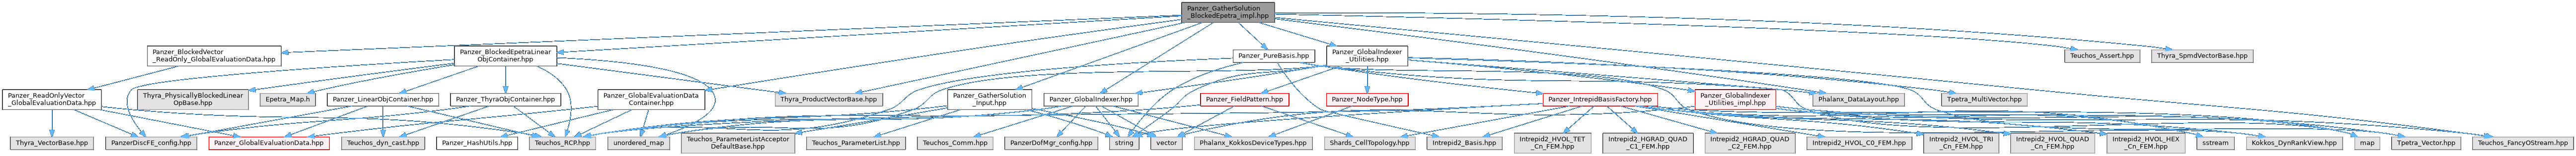 Panzer_GatherSolution
_BlockedEpetra_impl.hpp
Panzer_BlockedVector
_ReadOnly_GlobalEvaluationData.hpp
Panzer_BlockedEpetraLinear
ObjContainer.hpp
Panzer_PureBasis.hpp
Panzer_GlobalIndexer
_Utilities.hpp
Teuchos_Assert.hpp
Thyra_SpmdVectorBase.hpp
Panzer_ReadOnlyVector
_GlobalEvaluationData.hpp
Thyra_PhysicallyBlockedLinear
OpBase.hpp
Epetra_Map.h
Panzer_LinearObjContainer.hpp
Panzer_ThyraObjContainer.hpp
Panzer_GlobalEvaluationData
_Container.hpp
Thyra_ProductVectorBase.hpp
Panzer_GatherSolution
_Input.hpp
Panzer_GlobalIndexer.hpp
Panzer_FieldPattern.hpp
Panzer_NodeType.hpp
Panzer_IntrepidBasisFactory.hpp
Panzer_GlobalIndexer
_Utilities_impl.hpp
Phalanx_DataLayout.hpp
Tpetra_MultiVector.hpp
Thyra_VectorBase.hpp
PanzerDiscFE_config.hpp
Panzer_GlobalEvaluationData.hpp
Teuchos_dyn_cast.hpp
Panzer_HashUtils.hpp
Teuchos_RCP.hpp
unordered_map
Teuchos_ParameterListAcceptor
DefaultBase.hpp
Teuchos_ParameterList.hpp
Teuchos_Comm.hpp
PanzerDofMgr_config.hpp
string
vector
Phalanx_KokkosDeviceTypes.hpp
Shards_CellTopology.hpp
Intrepid2_Basis.hpp
Intrepid2_HVOL_TET
_Cn_FEM.hpp
Intrepid2_HGRAD_QUAD
_C1_FEM.hpp
Intrepid2_HGRAD_QUAD
_C2_FEM.hpp
Intrepid2_HVOL_C0_FEM.hpp
Intrepid2_HVOL_TRI
_Cn_FEM.hpp
Intrepid2_HVOL_QUAD
_Cn_FEM.hpp
Intrepid2_HVOL_HEX
_Cn_FEM.hpp
sstream
Kokkos_DynRankView.hpp
map
Tpetra_Vector.hpp
Teuchos_FancyOStream.hpp